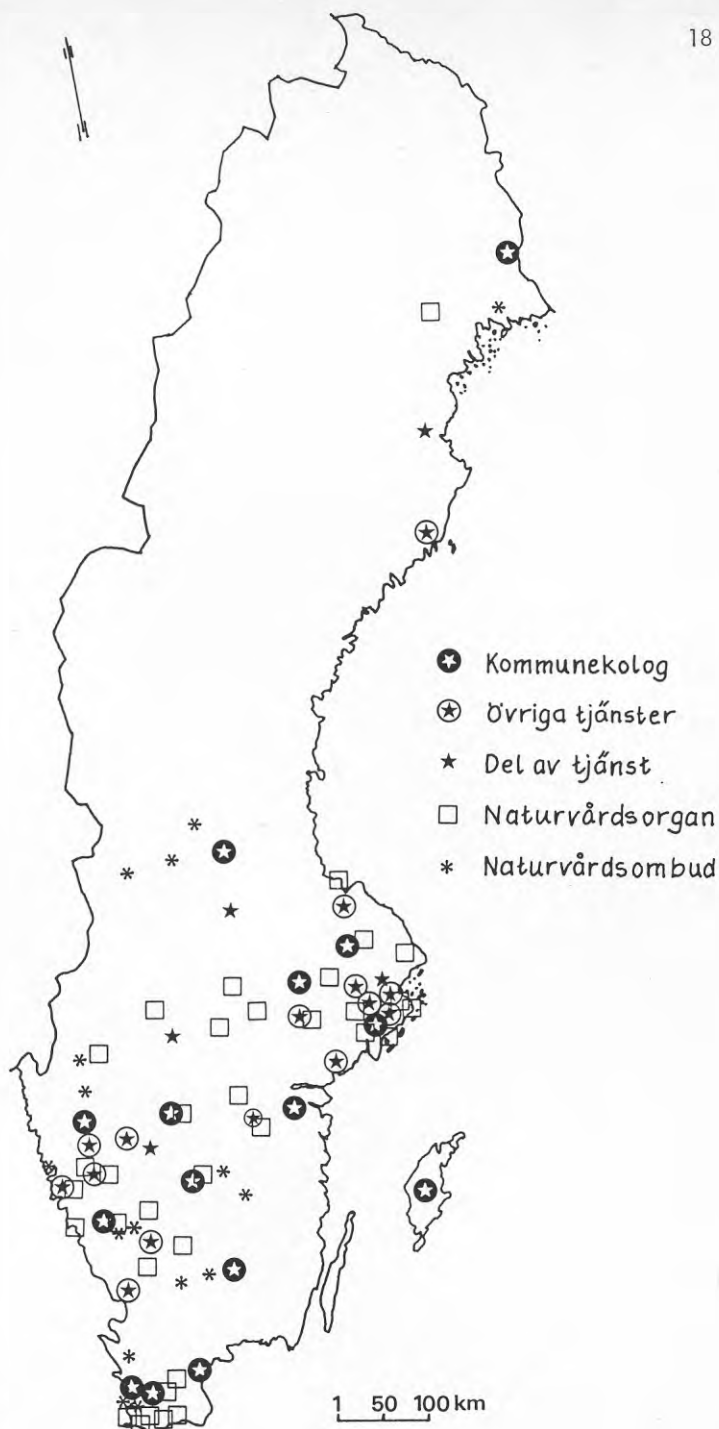 18
Kommunekolog
Övriga tjänster
Del av tjänst
Naturvårdsorgan
Naturvårdsombud
1 50 100 km